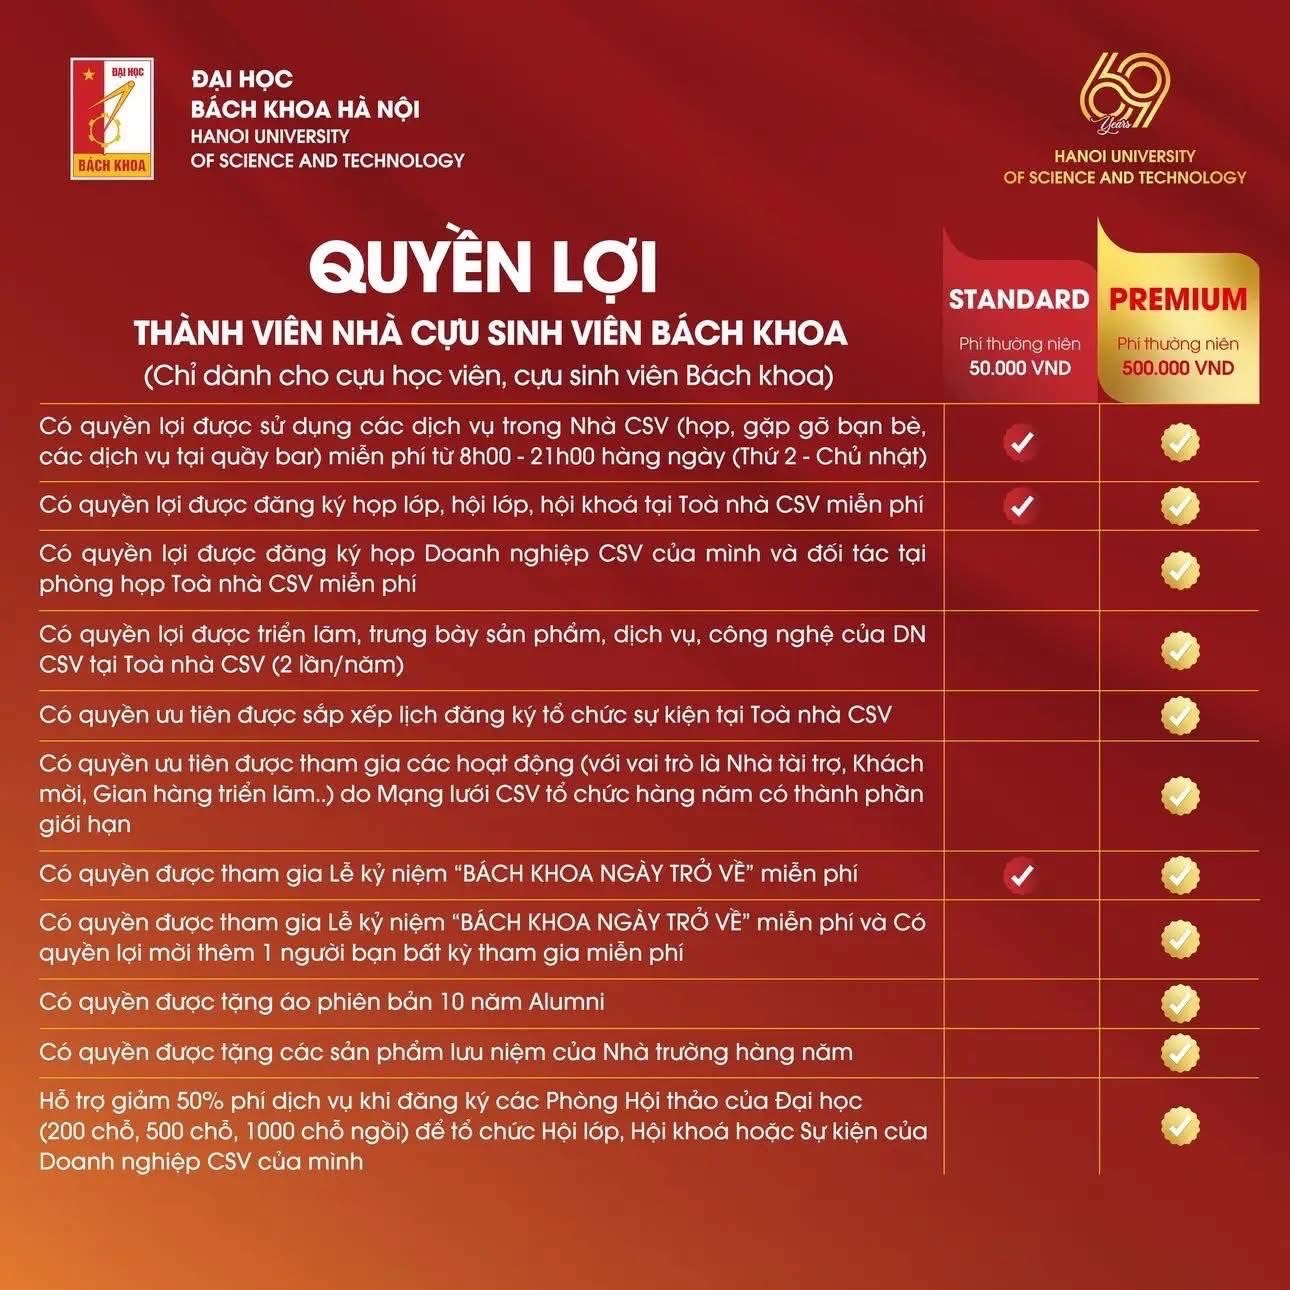 ĐẠI HỌC
BÁCH KHOA
ĐẠI HỌC
BÁCH KHOA HÀ NỘI
HANOI UNIVERSITY
OF SCIENCE AND TECHNOLOGY
69
Years
HANOI UNIVERSITY
OF SCIENCE AND TECHNOLOGY
QUYỀN LỢI
THÀNH VIÊN NHÀ CỰU SINH VIÊN BÁCH KHOA
(Chỉ dành cho cựu học viên, cựu sinh viên Bách khoa)
STANDARD
Phí thường niên
50.000 VND
PREMIUM
Phí thường niên
500.000 VND
Có quyền lợi được sử dụng các dịch vụ trong Nhà CSV (họp, gặp gỡ bạn bè,
các dịch vụ tại quầy bar) miễn phí từ 8h00 - 21h00 hàng ngày (Thứ 2 - Chủ nhật)
Có quyền lợi được đăng ký họp lớp, hội lớp, hội khoá tại Toà nhà CSV miễn phí
Có quyền lợi được đăng ký họp Doanh nghiệp CSV của mình và đối tác tại
phòng họp Toà nhà CSV miễn phí
Có quyền lợi được triển lãm, trưng bày sản phẩm, dịch vụ, công nghệ của DN
CSV tại Toà nhà CSV (2 lần/năm)
Có quyền ưu tiên được sắp xếp lịch đăng ký tổ chức sự kiện tại Toà nhà CSV
Có quyền ưu tiên được tham gia các hoạt động (với vai trò là Nhà tài trợ, Khách
mời, Gian hàng triển lãm..) do Mạng lưới CSV tổ chức hàng năm có thành phần
giới hạn
Có quyền được tham gia Lễ kỷ niệm “BÁCH KHOA NGÀY TRỞ VỀ” miễn phí
Có quyền được tham gia Lễ kỷ niệm “BÁCH KHOA NGÀY TRỞ VỀ” miễn phí và Có
quyền lợi mời thêm 1 người bạn bất kỳ tham gia miễn phí
Có quyền được tặng áo phiên bản 10 năm Alumni
Có quyền được tặng các sản phẩm lưu niệm của Nhà trường hàng năm
Hỗ trợ giảm 50% phí dịch vụ khi đăng ký các Phòng Hội thảo của Đại học
(200 chỗ, 500 chỗ, 1000 chỗ ngồi) để tổ chức Hội lớp, Hội khoá hoặc Sự kiện của
Doanh nghiệp CSV của mình